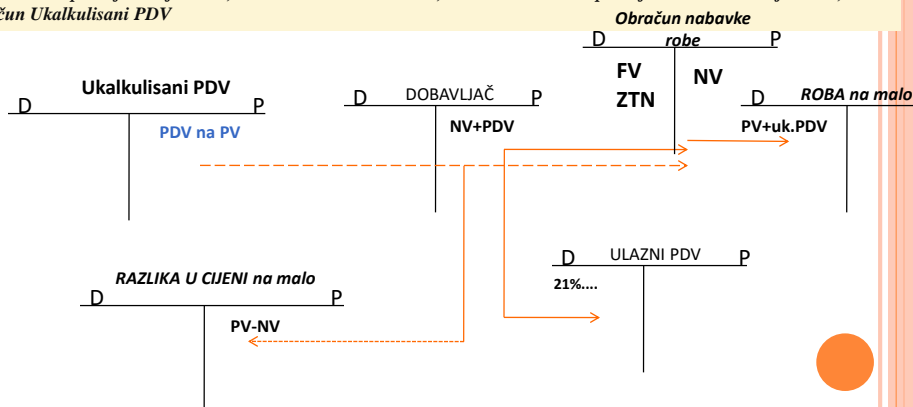 čun Ukalkulisani PDV
Obračun nabavke
D robe P
FV NV
ZTN
Ukalkulisani PDV
D P
PDV na PV
D DOBAVLJAČ P
NV+PDV
D ROBA na malo
PV+uk.PDV
D ULAZNI PDV P
21%....
RAZLIKA U CIJENI na malo
D P
PV-NV